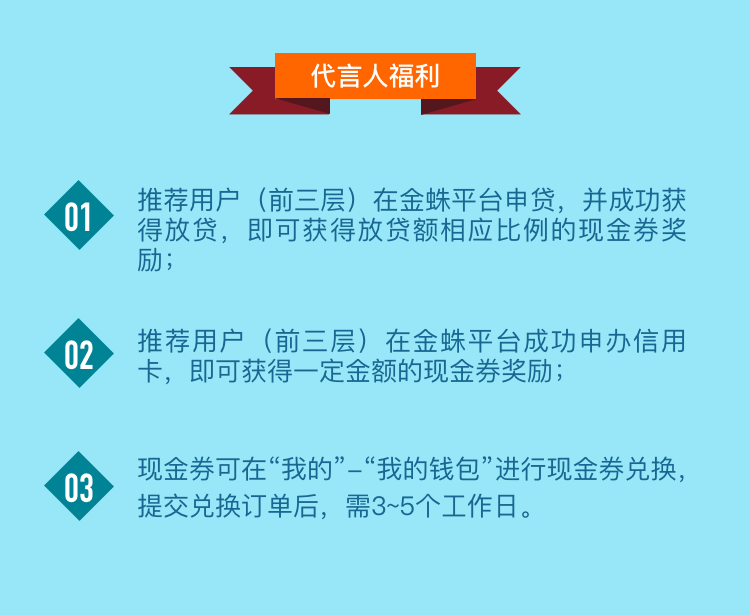 代言人福利
01
推荐用户（前三层）在金蛛平台申贷，并成功获
得放贷，即可获得放贷额相应比例的现金券奖
励；
02
推荐用户（前三层）在金蛛平台成功申办信用
卡，即可获得一定金额的现金券奖励；
03
现金券可在“我的”-“我的钱包”进行现金券兑换，
提交兑换订单后，需3~5个工作日。